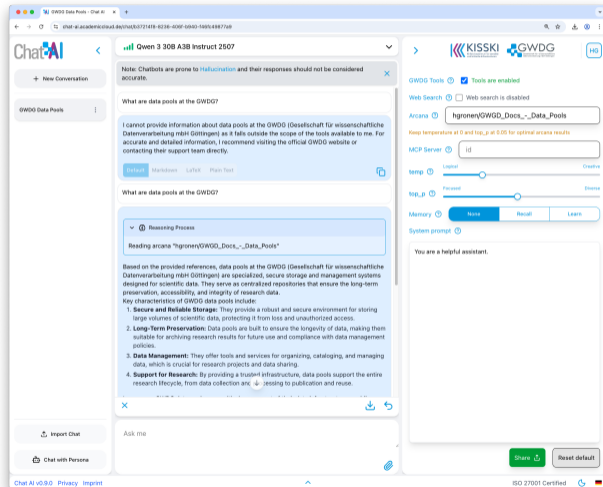 GWDG Data Pools - Chat AI
chat-ai.academiccloud.de/chat/
Chat AI
+ New Conversation
GWDG Data Pools
Import Chat
Chat with Persona
Qwen 3 30B A3B Instruct 2507
Note: Chatbots are prone to Hallucination and their responses should not be considered
accurate.
What are data pools at the GWDG?
I cannot provide information about data pools at the GWDG (Gesellschaft für wissenschaftliche
Datenverarbeitung mbH Göttingen) as it falls outside the scope of the tools available to me. For
accurate and detailed information, I recommend visiting the official GWDG website or
contacting their support team directly.
Default Markdown LaTeX Plain Text
What are data pools at the GWDG?
Reasoning Process
Reading arcana "hgronen/GWGD_Docs_-_Data_Pools"
Based on the provided references, data pools at the GWDG (Gesellschaft für wissenschaftliche
Datenverarbeitung mbH Göttingen) are specialized, secure storage and management systems
designed for scientific data. They serve as centralized repositories that ensure the long-term
preservation, accessibility, and integrity of research data.
Key characteristics of GWDG data pools include:
1. Secure and Reliable Storage: They provide a robust and secure environment for storing
large volumes of scientific data, protecting it from loss and unauthorized access.
2. Long-Term Preservation: Data pools are built to ensure the longevity of data, making them
suitable for archiving research results for future use and compliance with data management
policies.
3. Data Management: They offer tools and services for organizing, cataloging, and managing
data, which is crucial for research projects and data sharing.
4. Support for Research: By providing a trusted infrastructure, data pools support the entire
research lifecycle, from data collection and processing to publication and reuse.
Ask me
KISSKI GWDG HG
GWDG Tools Tools are enabled
Web Search Web search is disabled
Arcana hgronen/GWGD_Docs_-_Data_Pools
Keep temperature at 0 and top_p at 0.05 for optimal arcana results
MCP Server id
Logical Creative
temp
Focused Diverse
top_p
Memory None Recall Learn
System prompt
You are a helpful assistant.
Share Reset default
Chat AI v0.9.0 Privacy Imprint
ISO 27001 Certified